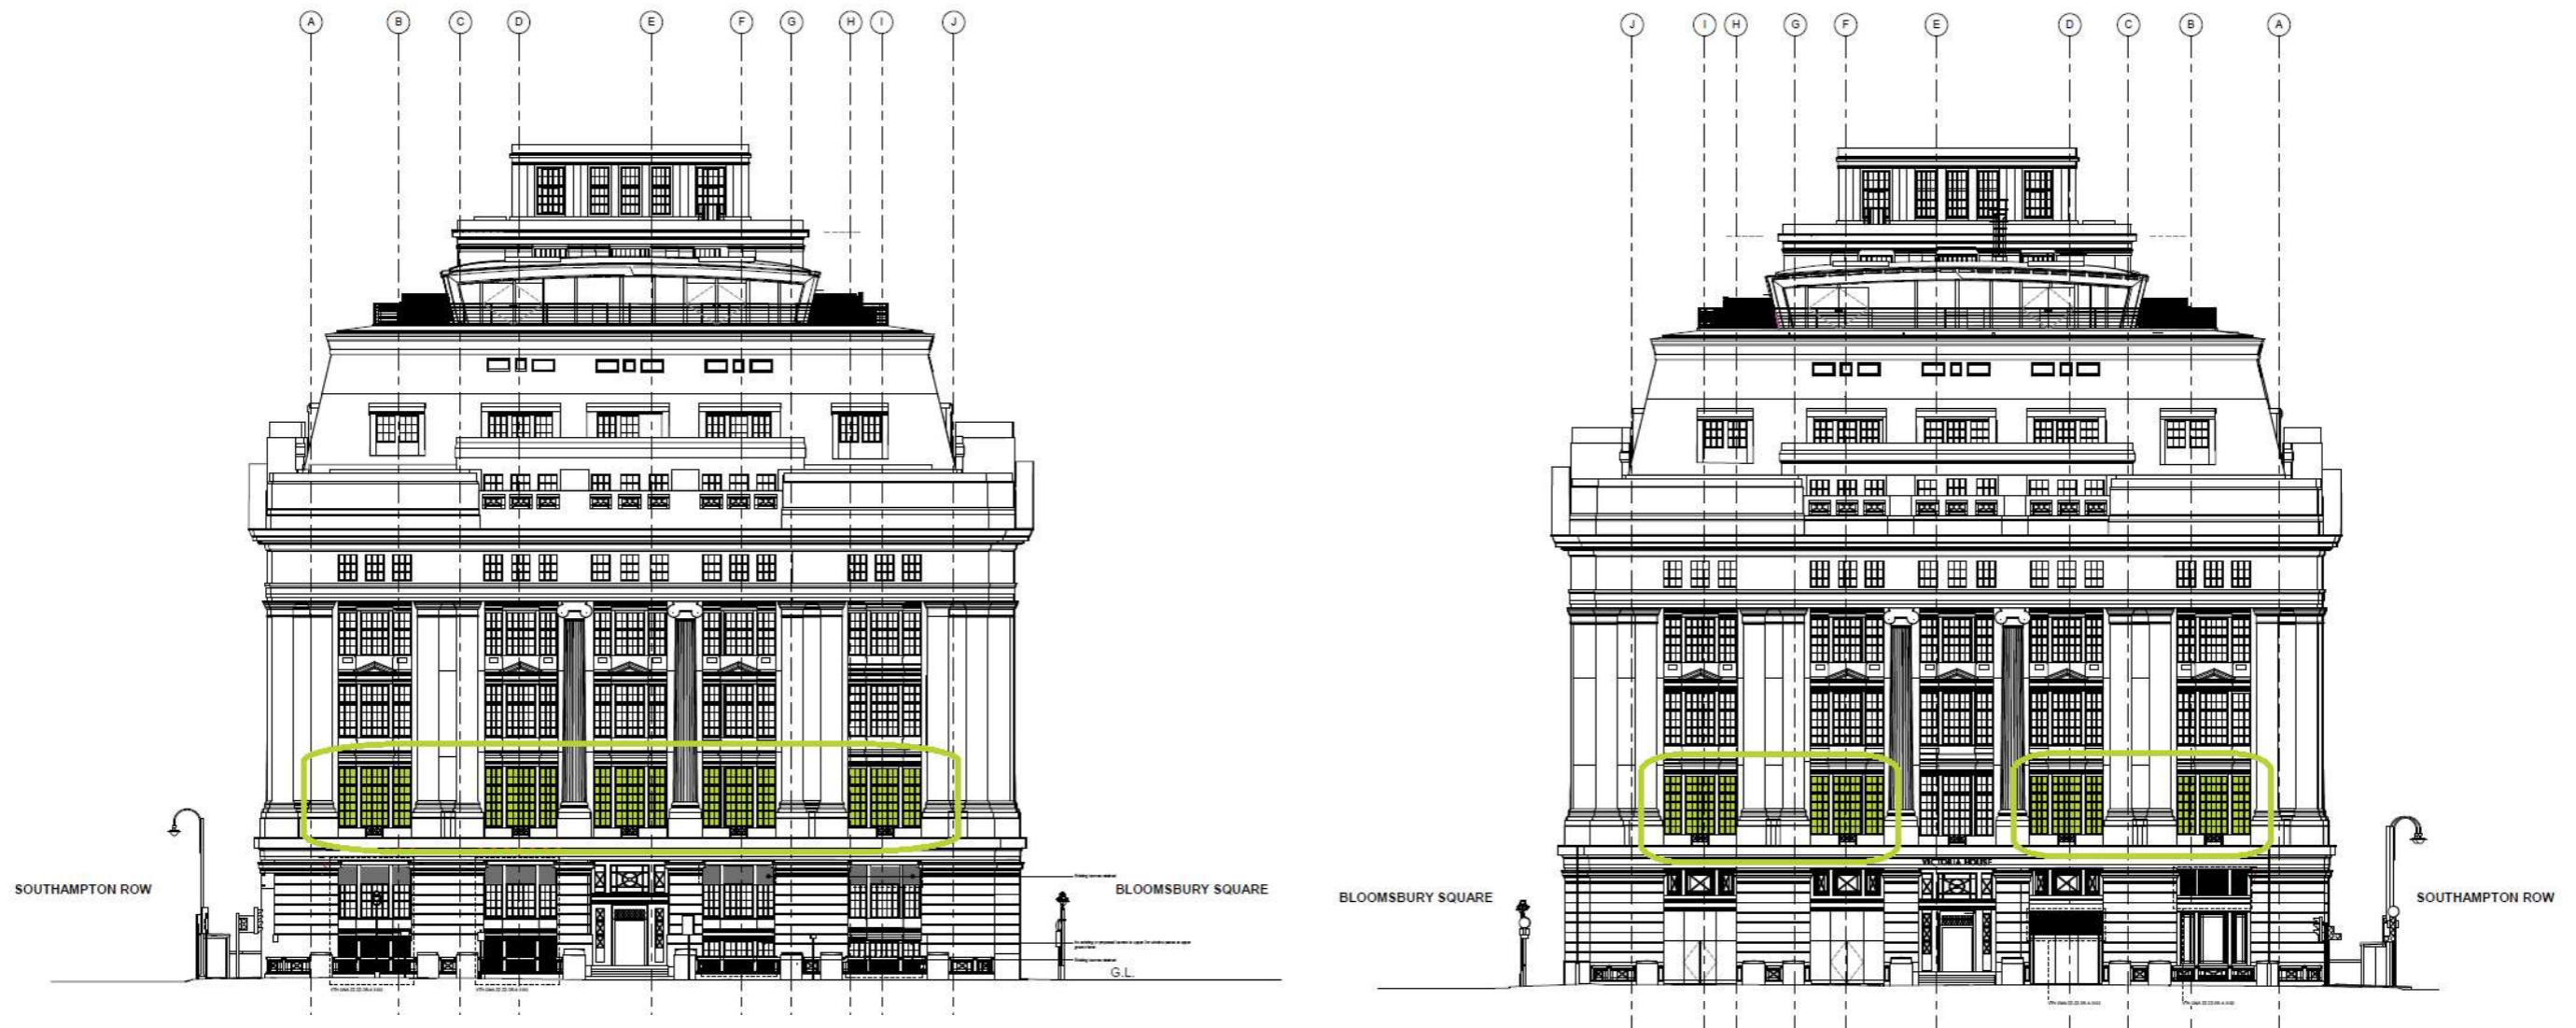 A B C D E F G H I J
J I H G F E D C B A
SOUTHAMPTON ROW
BLOOMSBURY SQUARE
G.L.
VICTORIA HOUSE
BLOOMSBURY SQUARE
SOUTHAMPTON ROW